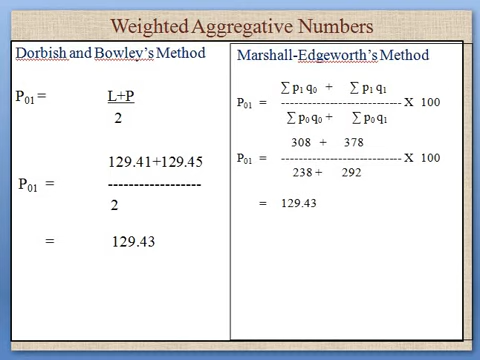 Weighted Aggregative Numbers
Dorbish and Bowley's Method
P₀₁ = L+P
2
129.41+129.45
P₀₁ = ------------------
2
= 129.43
Marshall-Edgeworth's Method
∑ p₁ q₀ + ∑ p₁ q₁
P₀₁ = ------------------------------ X 100
∑ p₀ q₀ + ∑ p₀ q₁
308 + 378
P₀₁ = ------------------------------ X 100
238 + 292
= 129.43